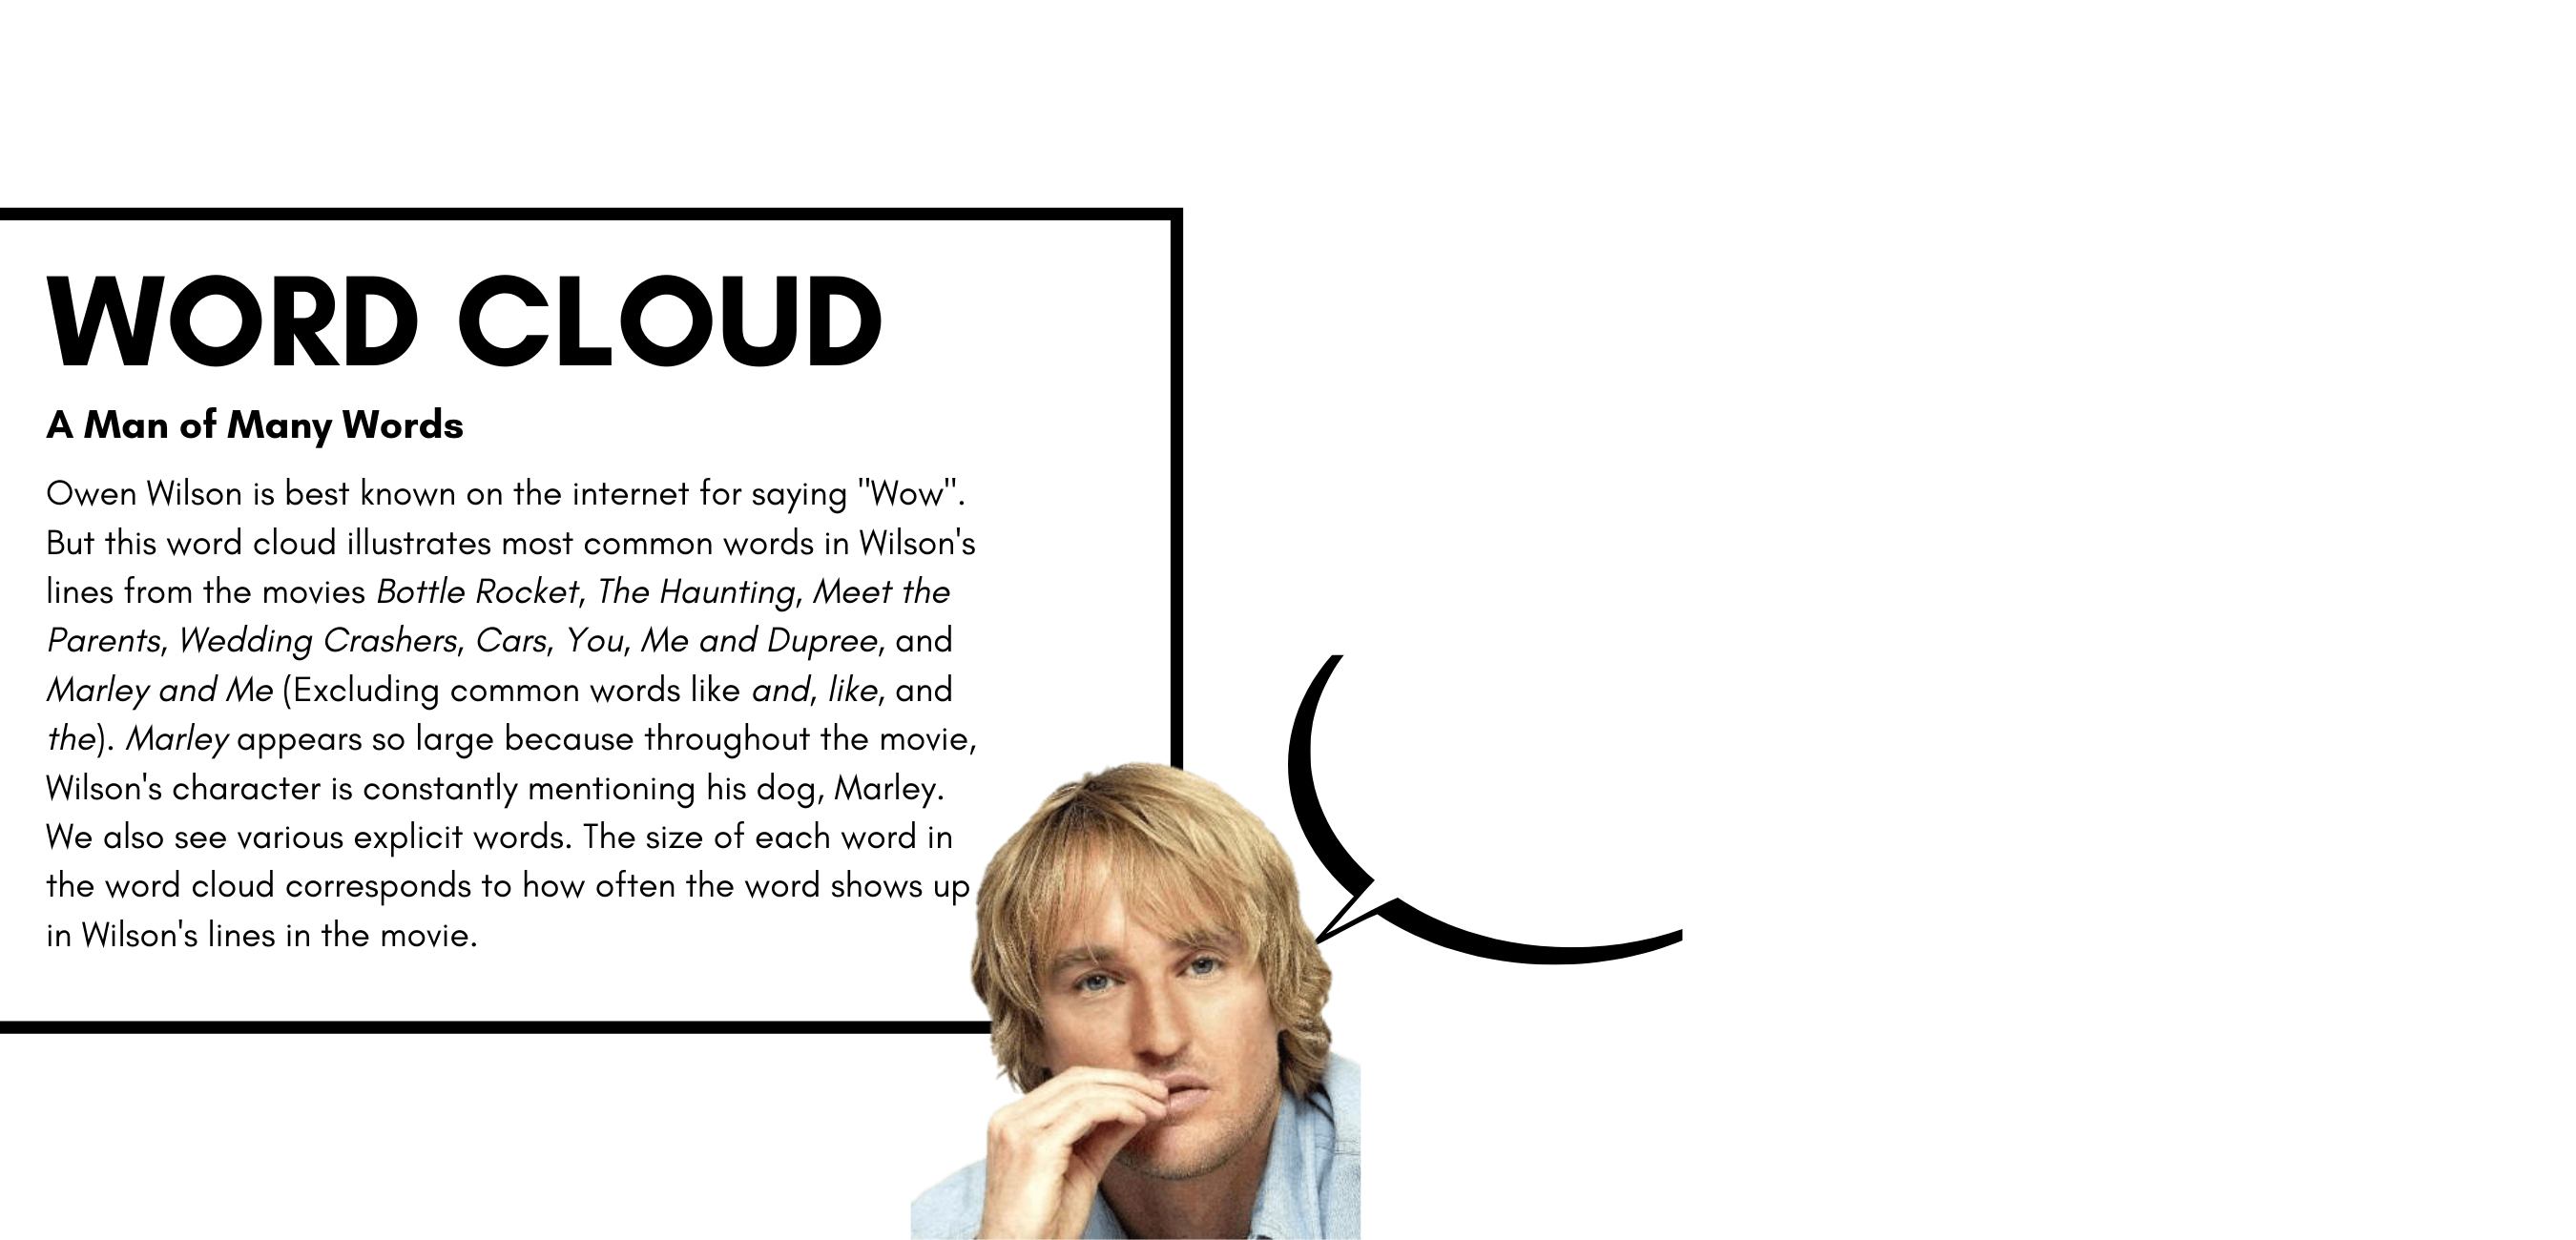 WORD CLOUD
A Man of Many Words
Owen Wilson is best known on the internet for saying "Wow".
But this word cloud illustrates most common words in Wilson's
lines from the movies Bottle Rocket, The Haunting, Meet the
Parents, Wedding Crashers, Cars, You, Me and Dupree, and
Marley and Me (Excluding common words like and, like, and
the). Marley appears so large because throughout the movie,
Wilson's character is constantly mentioning his dog, Marley.
We also see various explicit words. The size of each word in
the word cloud corresponds to how often the word shows up
in Wilson's lines in the movie.